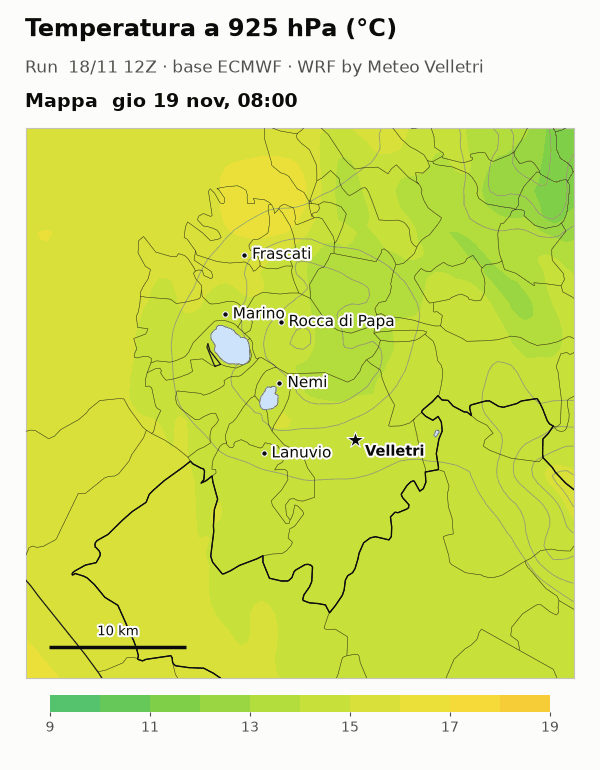 Temperatura a 925 hPa (°C)
Run  18/11 12Z · base ECMWF · WRF by Meteo Velletri
Mappa  gio 19 nov, 08:00
Frascati
Marino
Rocca di Papa
Nemi
Velletri
Lanuvio
10 km
9 11 13 15 17 19